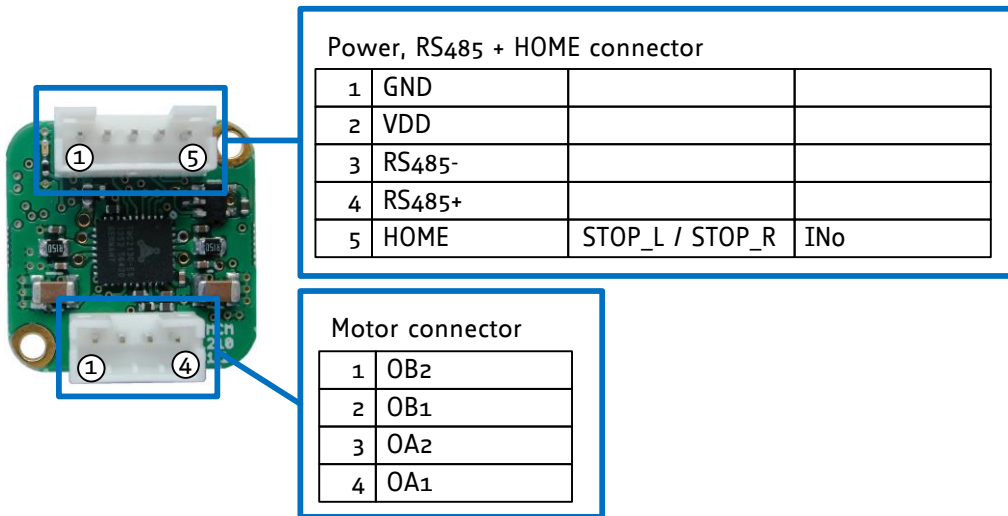 Power, RS485 + HOME connector
1 GND
2 VDD
3 RS485-
4 RS485+
5 HOME STOP_L / STOP_R IN0
1 5
R150
1 4
Motor connector
1 OB2
2 OB1
3 OA2
4 OA1